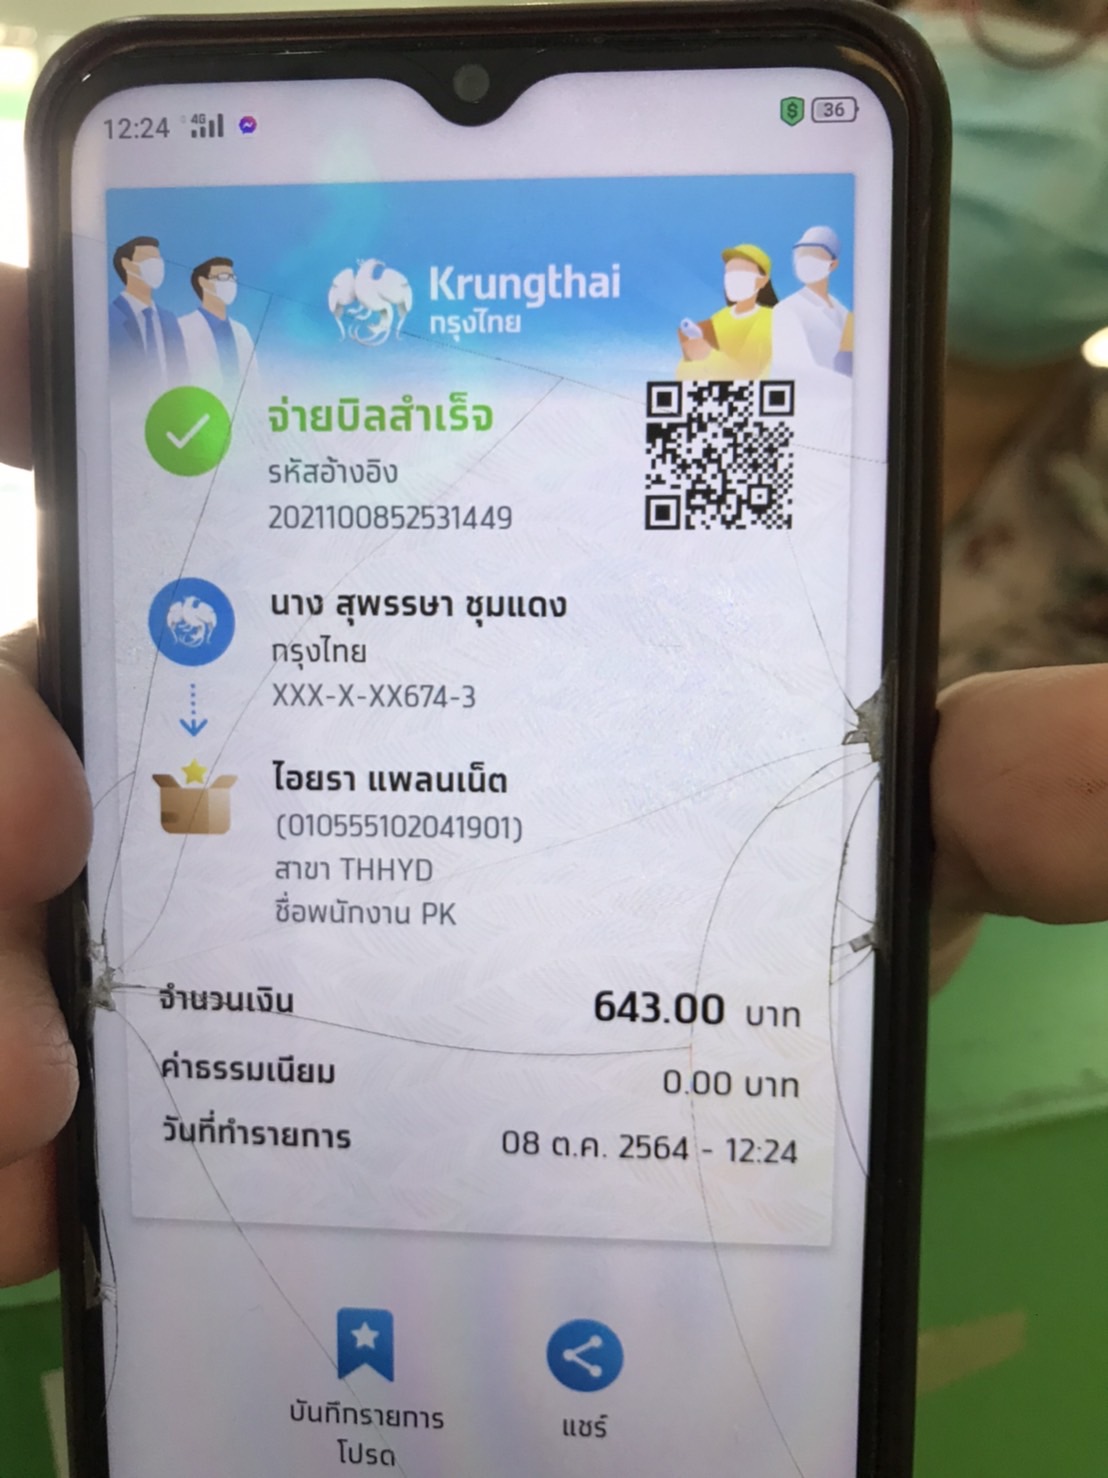 12:24 4G 36
Krungthai
กรุงไทย
จ่ายบิลสำเร็จ
รหัสอ้างอิง
2021100852531449
นาง สุพรรษา ชุมแดง
กรุงไทย
XXX-X-XX674-3
ไอยรา แพลนเน็ต
(010555102041901)
สาขา THHYD
ชื่อพนักงาน PK
จำนวนเงิน 643.00 บาท
ค่าธรรมเนียม 0.00 บาท
วันที่ทำรายการ 08 ต.ค. 2564 - 12:24
บันทึกรายการ
โปรด
แชร์